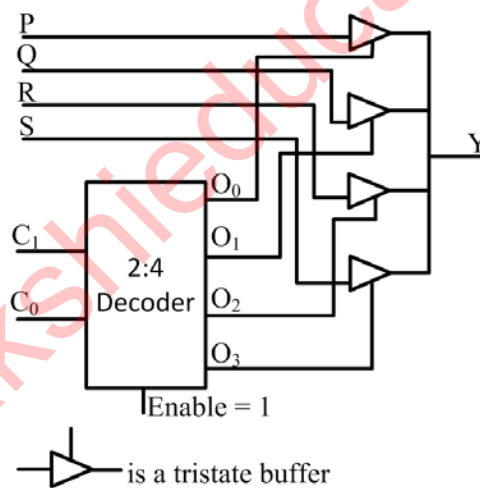 P
Q
R
S
Y
O₀
C₁
O₁
2:4
Decoder
C₀
O₂
O₃
Enable = 1
is a tristate buffer